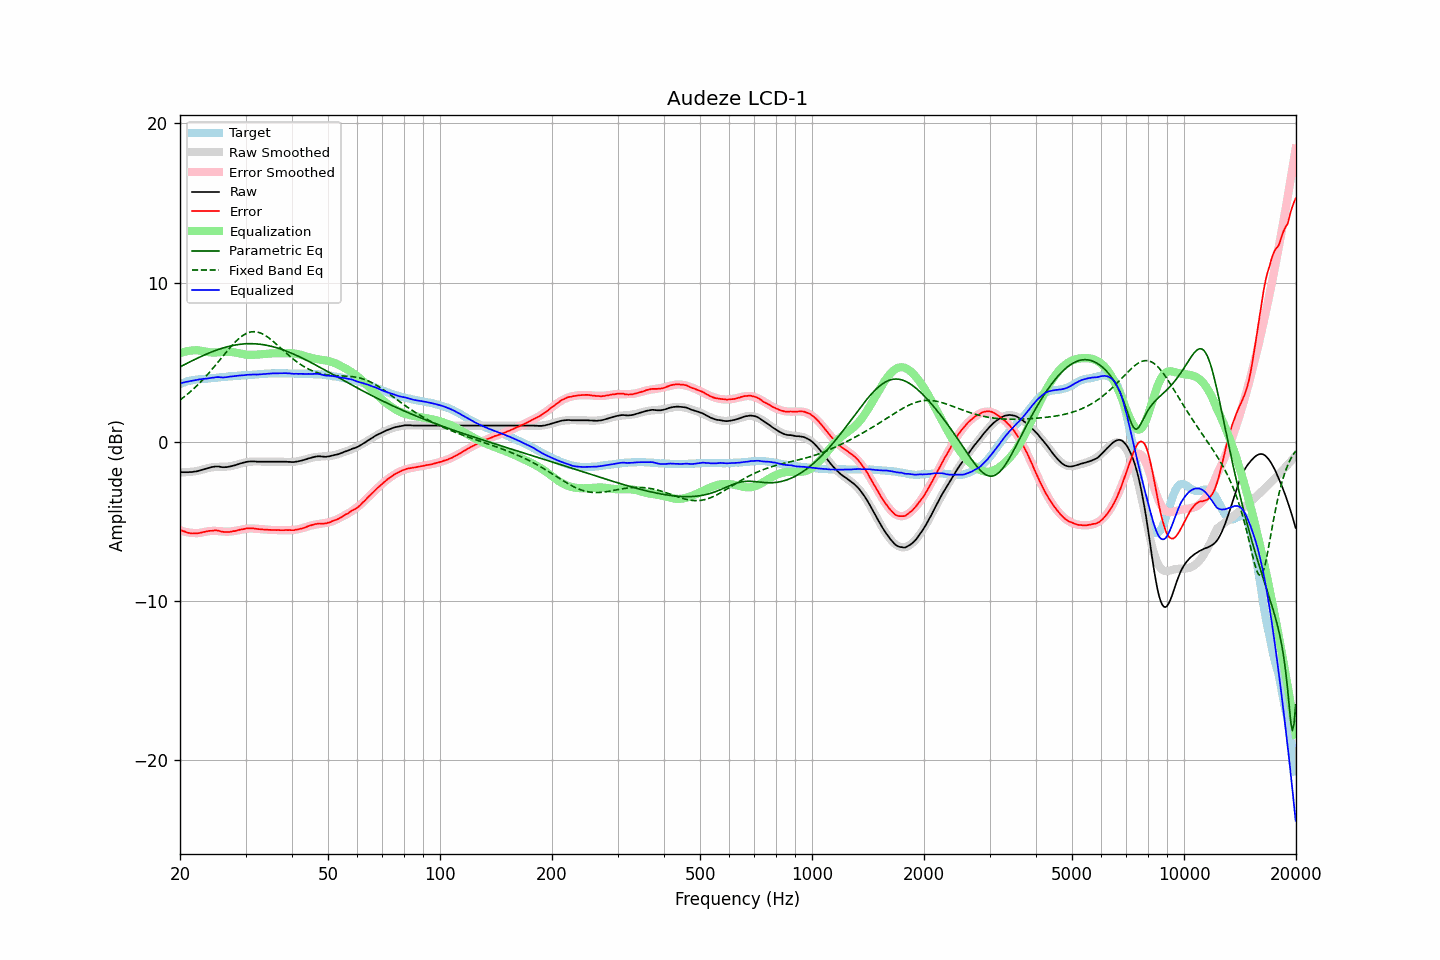 Audeze LCD-1
Target
Raw Smoothed
Error Smoothed
Raw
Error
Equalization
Parametric Eq
Fixed Band Eq
Equalized
20
10
0
−10
−20
Amplitude (dBr)
20 50 100 200 500 1000 2000 5000 10000 20000
Frequency (Hz)